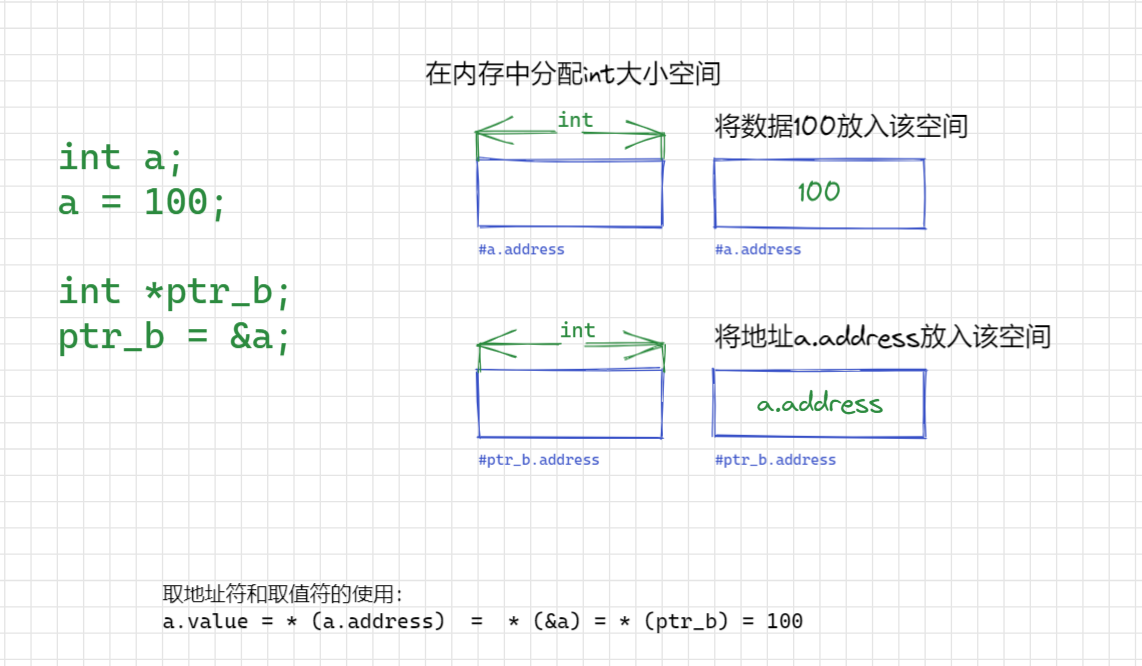 在内存中分配int大小空间
int a;
a = 100;
int
将数据100放入该空间
100
#a.address
#a.address
int *ptr_b;
ptr_b = &a;
int
将地址a.address放入该空间
a.address
#ptr_b.address
#ptr_b.address
取地址符和取值符的使用:
a.value = * (a.address)  =  * (&a) = * (ptr_b) = 100